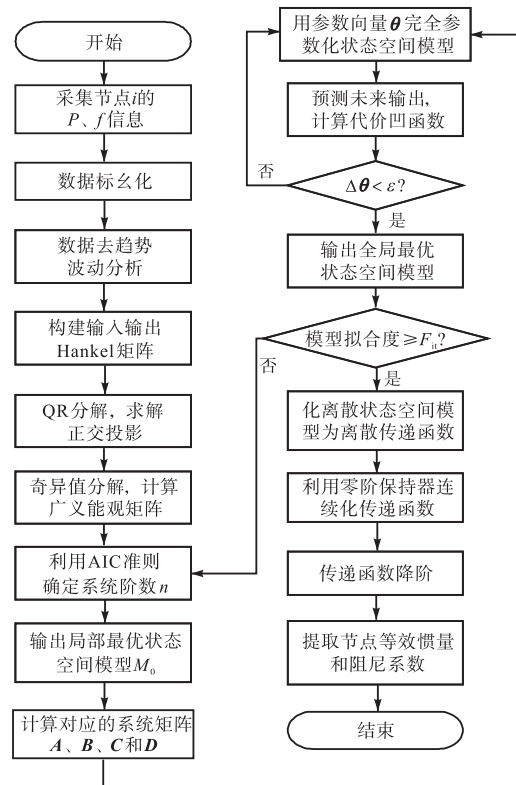 开始
采集节点i的
P、f信息
数据标幺化
数据去趋势
波动分析
构建输入输出
Hankel矩阵
QR分解，求解
正交投影
奇异值分解，计算
广义能观矩阵
利用AIC准则
确定系统阶数n
输出局部最优状态
空间模型M₀
计算对应的系统矩阵
A、B、C和D
用参数向量θ完全参
数化状态空间模型
预测未来输出，
计算代价凹函数
Δθ<ε?
否
是
输出全局最优
状态空间模型
模型拟合度≥Fit?
否
是
化离散状态空间模
型为离散传递函数
利用零阶保持器连
续化传递函数
传递函数降阶
提取节点等效惯量
和阻尼系数
结束